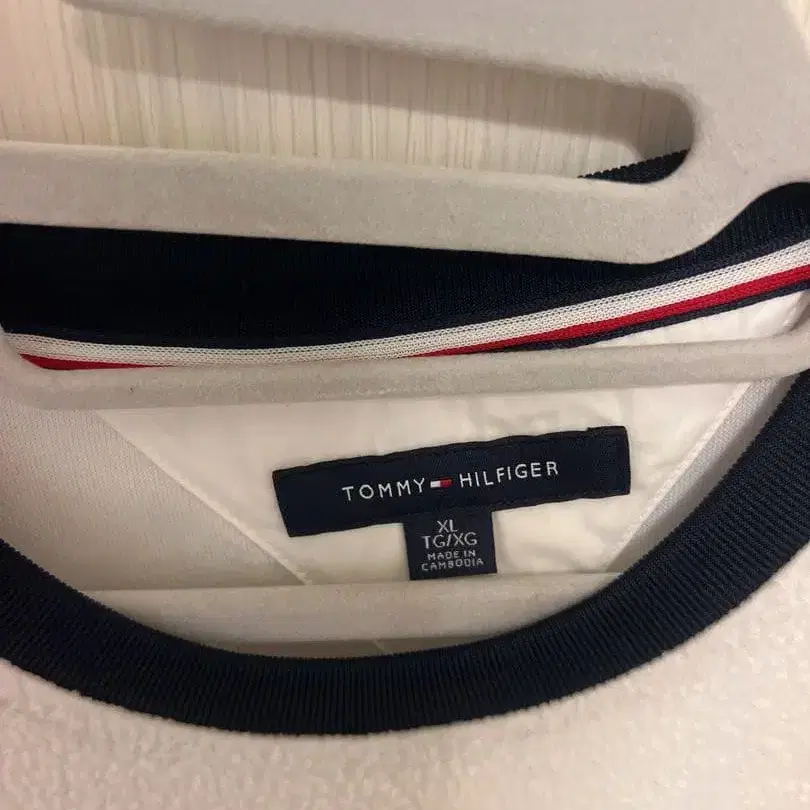 TOMMY HILFIGER
XL
TG/XG
MADE IN
CAMBODIA